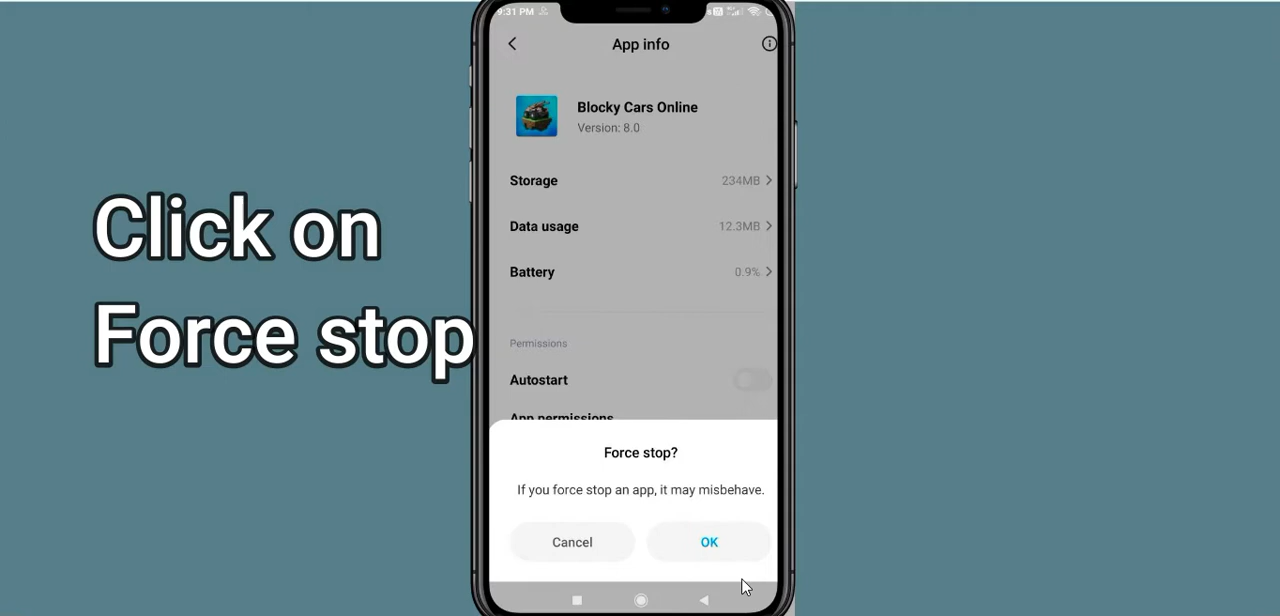 9:31 PM
App info
Blocky Cars Online
Version: 8.0
Storage
234MB
Data usage
12.3MB
Battery
0.9%
Permissions
Autostart
App permissions
Force stop?
If you force stop an app, it may misbehave.
Cancel
OK
Click on
Force stop